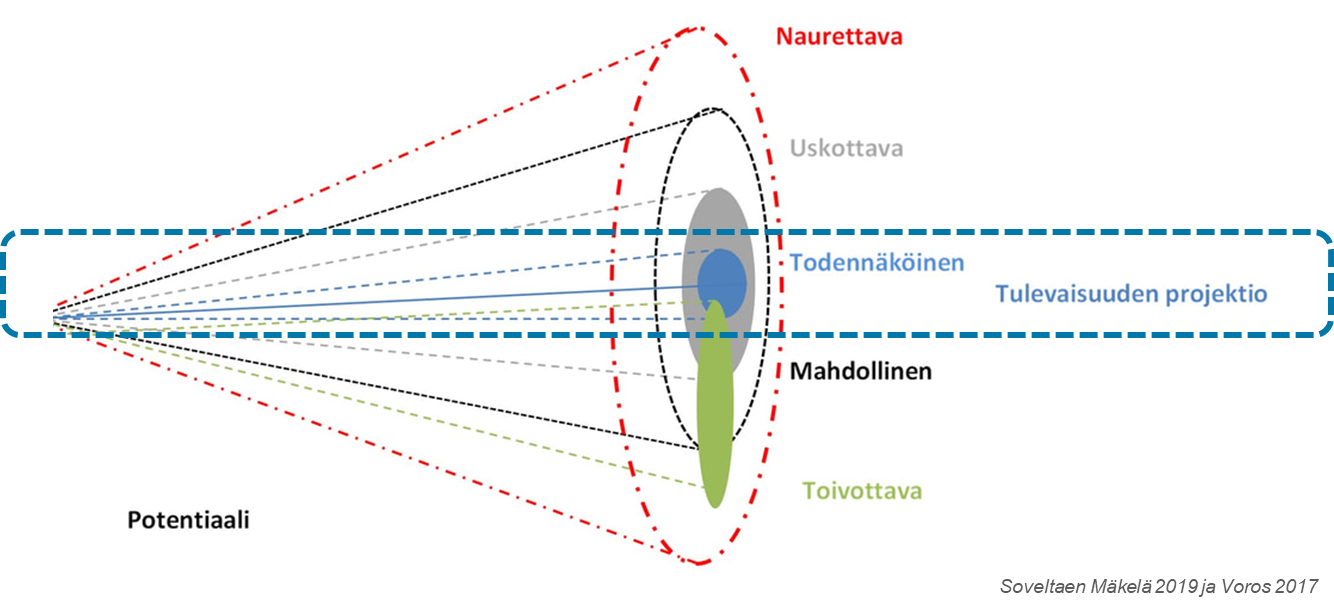 Naurettava
Uskottava
Todennäköinen
Tulevaisuuden projektio
Mahdollinen
Toivottava
Potentiaali
Soveltaen Mäkelä 2019 ja Voros 2017